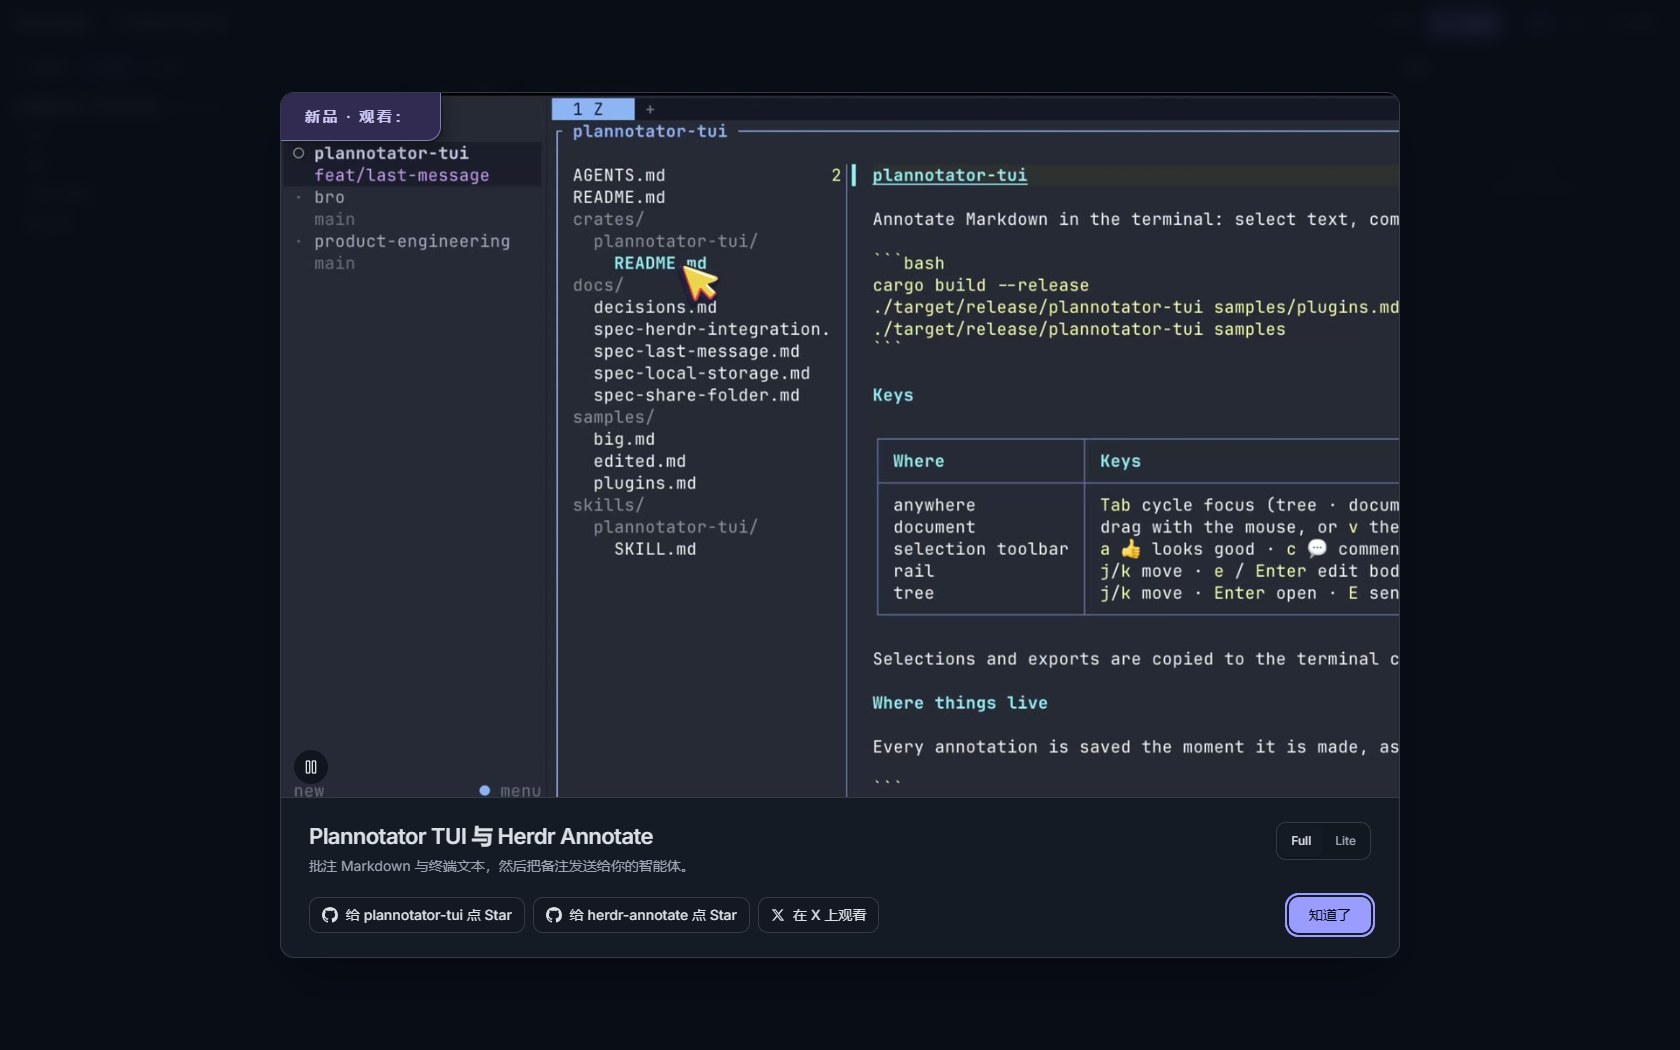 新品 · 观看：
plannotator-tui
feat/last-message
· bro
main
· product-engineering
main
new
menu
1 Z +
plannotator-tui
AGENTS.md
README.md
crates/
plannotator-tui/
README.md
docs/
decisions.md
spec-herdr-integration.
spec-last-message.md
spec-local-storage.md
spec-share-folder.md
samples/
big.md
edited.md
plugins.md
skills/
plannotator-tui/
SKILL.md
2
plannotator-tui
Annotate Markdown in the terminal: select text, com
```bash
cargo build --release
./target/release/plannotator-tui samples/plugins.md
./target/release/plannotator-tui samples
```
Keys
Where Keys
anywhere Tab cycle focus (tree · docum
document drag with the mouse, or v the
selection toolbar a 👍 looks good · c 💬 commen
rail j/k move · e / Enter edit bod
tree j/k move · Enter open · E sen
Selections and exports are copied to the terminal c
Where things live
Every annotation is saved the moment it is made, as
```
Plannotator TUI 与 Herdr Annotate
批注 Markdown 与终端文本，然后把备注发送给你的智能体。
Full Lite
给 plannotator-tui 点 Star
给 herdr-annotate 点 Star
在 X 上观看
知道了